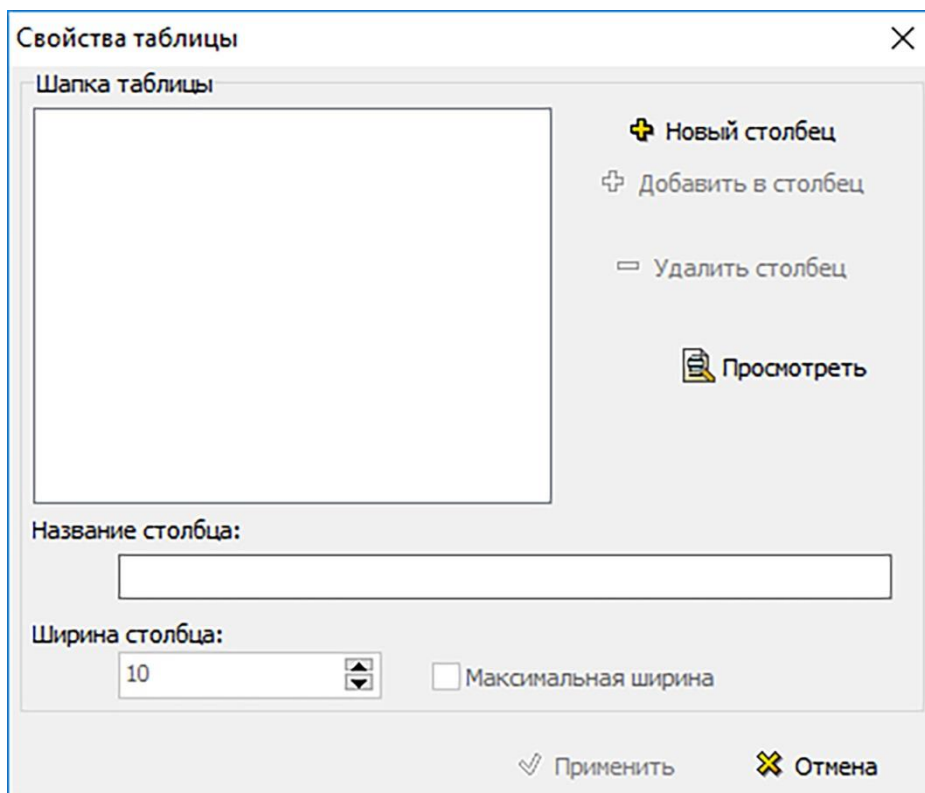 Свойства таблицы
Шапка таблицы
Новый столбец
Добавить в столбец
Удалить столбец
Просмотреть
Название столбца:
Ширина столбца:
10
Максимальная ширина
Применить
Отмена